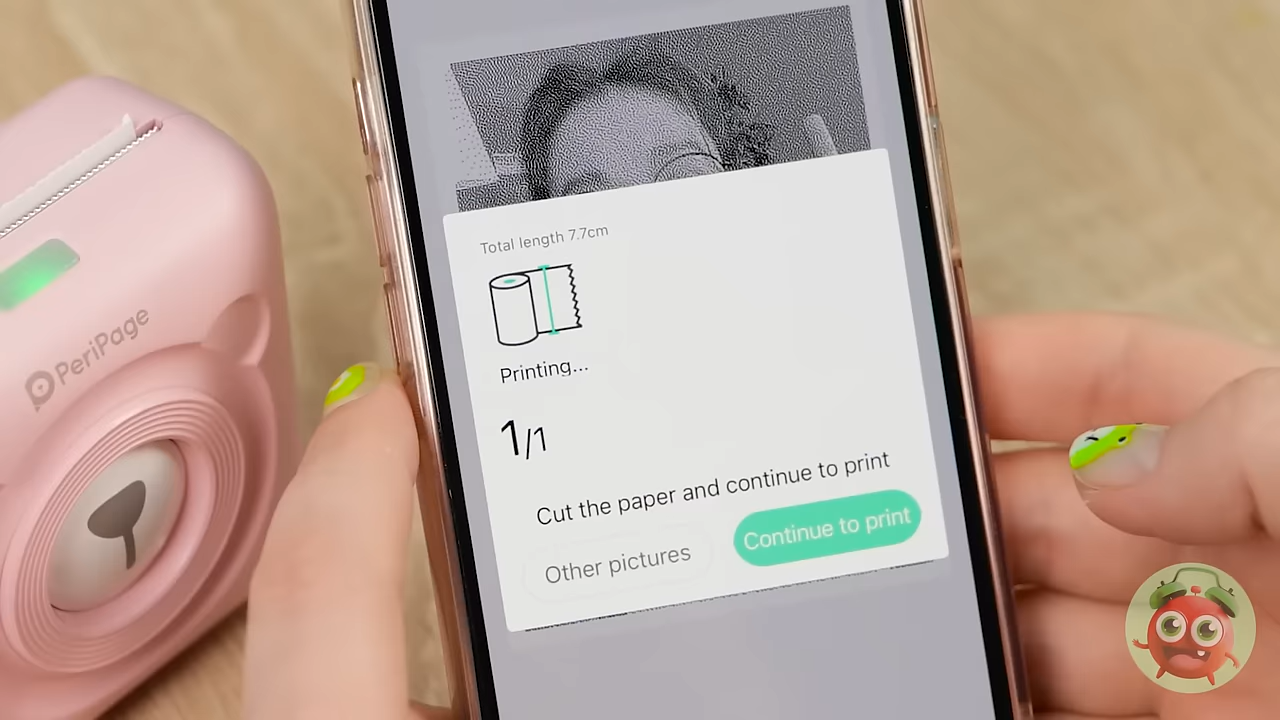 PeriPage
Total length 7.7cm
Printing...
1/1
Cut the paper and continue to print
Other pictures
Continue to print